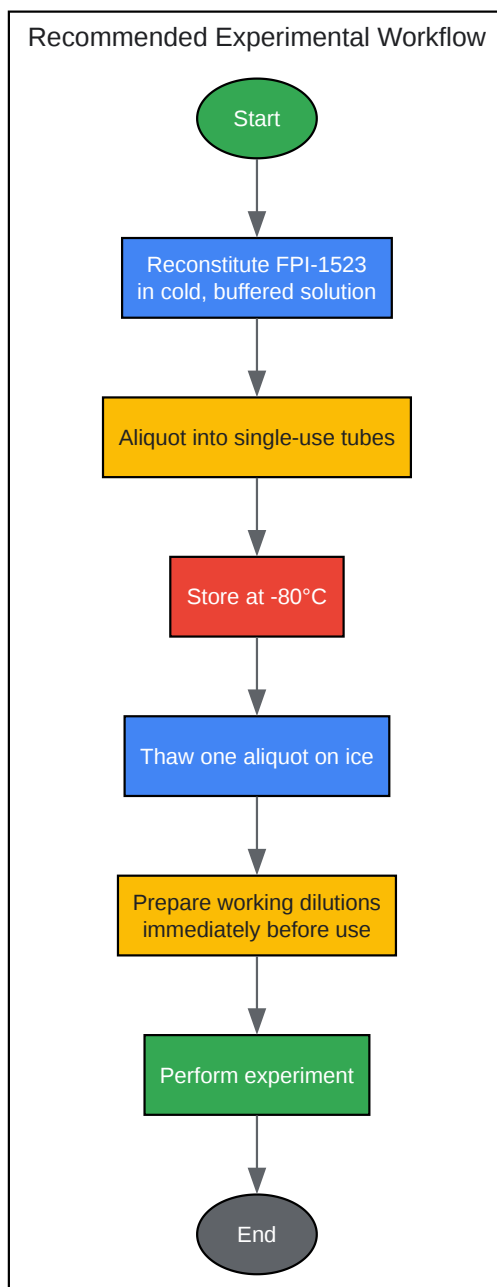 Recommended Experimental Workflow
Start
Reconstitute FPI-1523
in cold, buffered solution
Aliquot into single-use tubes
Store at -80°C
Thaw one aliquot on ice
Prepare working dilutions
immediately before use
Perform experiment
End